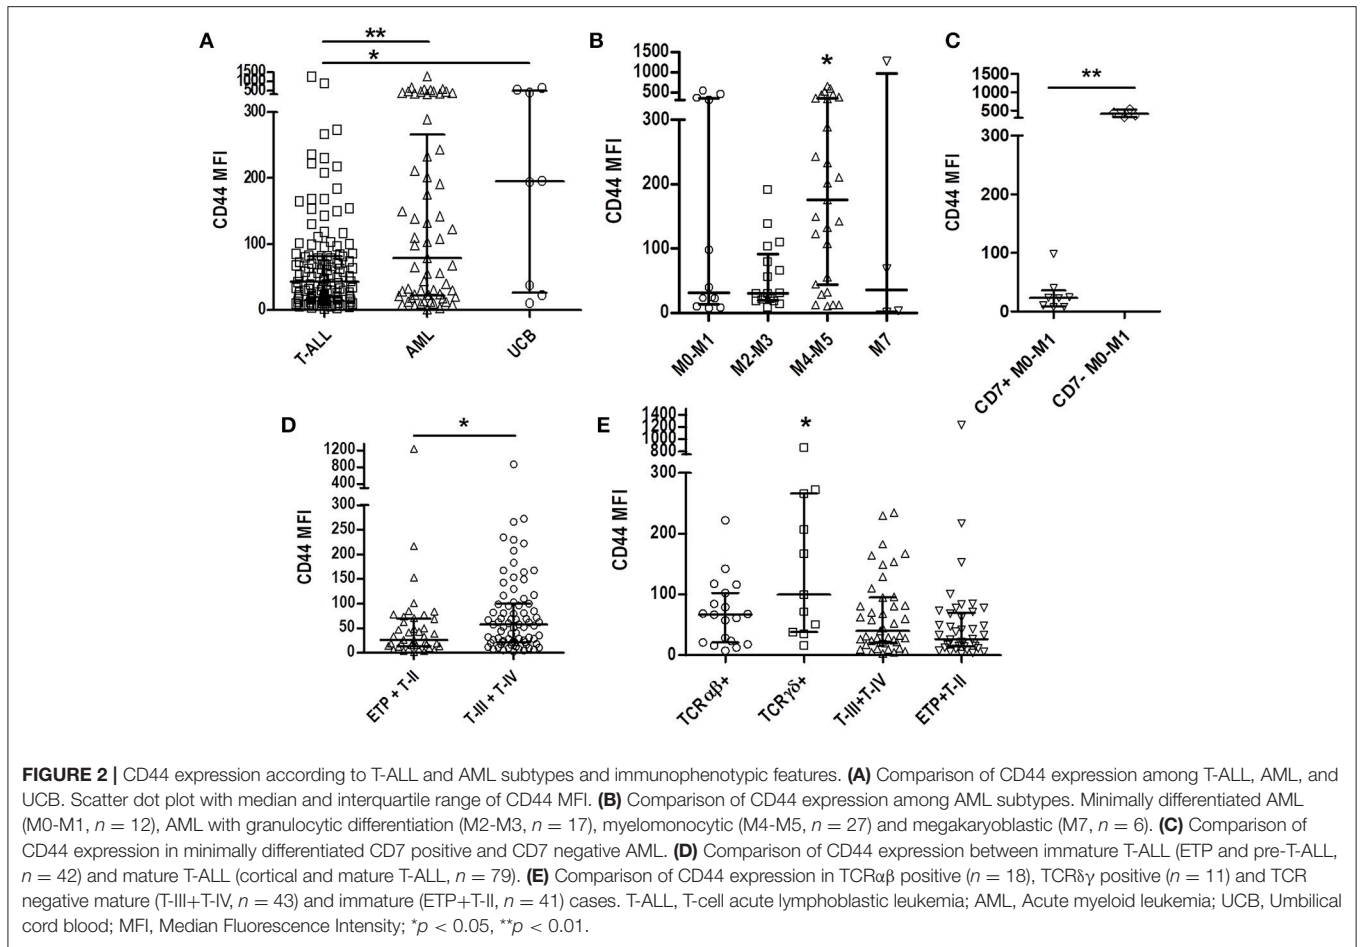 A
**
*
CD44 MFI
1500
1000
500
300
200
100
0
T-ALL
AML
UCB
B
*
CD44 MFI
1500
1000
500
300
200
100
0
M0-M1
M2-M3
M4-M5
M7
C
**
CD44 MFI
1500
1000
500
300
200
100
0
CD7+ M0-M1
CD7- M0-M1
D
*
CD44 MFI
1200
800
400
300
250
200
150
100
50
0
ETP + T-II
T-III + T-IV
E
*
CD44 MFI
1400
1200
1000
800
300
200
100
0
TCRαβ+
TCRγδ+
T-III+T-IV
ETP+T-II
FIGURE 2 | CD44 expression according to T-ALL and AML subtypes and immunophenotypic features. (A) Comparison of CD44 expression among T-ALL, AML, and
UCB. Scatter dot plot with median and interquartile range of CD44 MFI. (B) Comparison of CD44 expression among AML subtypes. Minimally differentiated AML
(M0-M1, n = 12), AML with granulocytic differentiation (M2-M3, n = 17), myelomonocytic (M4-M5, n = 27) and megakaryoblastic (M7, n = 6). (C) Comparison of
CD44 expression in minimally differentiated CD7 positive and CD7 negative AML. (D) Comparison of CD44 expression between immature T-ALL (ETP and pre-T-ALL,
n = 42) and mature T-ALL (cortical and mature T-ALL, n = 79). (E) Comparison of CD44 expression in TCRαβ positive (n = 18), TCRδγ positive (n = 11) and TCR
negative mature (T-III+T-IV, n = 43) and immature (ETP+T-II, n = 41) cases. T-ALL, T-cell acute lymphoblastic leukemia; AML, Acute myeloid leukemia; UCB, Umbilical
cord blood; MFI, Median Fluorescence Intensity; *p < 0.05, **p < 0.01.